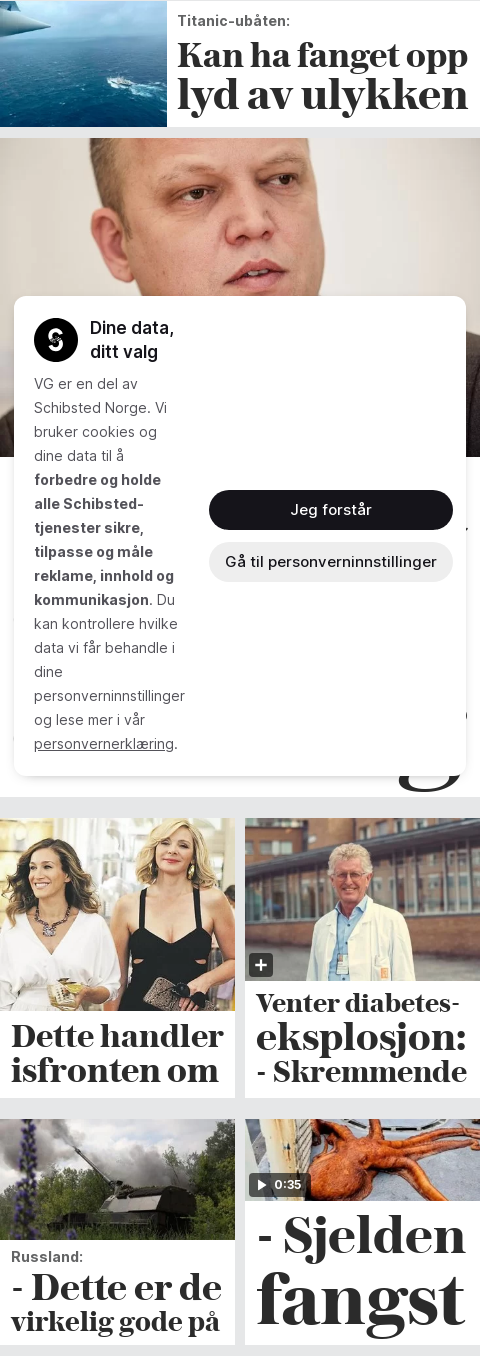 Titanic-ubåten:
Kan ha fanget opp
lyd av ulykken
Dine data,
ditt valg
VG er en del av
Schibsted Norge. Vi
bruker cookies og
dine data til å
forbedre og holde
alle Schibsted-
tjenester sikre,
tilpasse og måle
reklame, innhold og
kommunikasjon. Du
kan kontrollere hvilke
data vi får behandle i
dine
personverninnstillinger
og lese mer i vår
personvernerklæring.
Jeg forstår
Gå til personverninnstillinger
Dette handler
isfronten om
Venter diabetes-
eksplosjon:
- Skremmende
Russland:
- Dette er de
virkelig gode på
0:35
- Sjelden
fangst